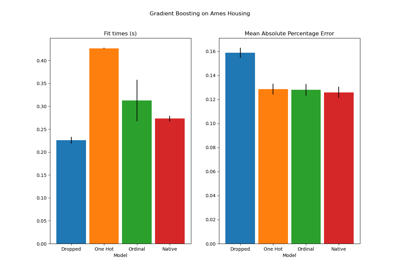 Gradient Boosting on Ames Housing
Fit times (s)
0.40
0.35
0.30
0.25
0.20
0.15
0.10
0.05
0.00
Dropped One Hot Ordinal Native
Model
Mean Absolute Percentage Error
0.16
0.14
0.12
0.10
0.08
0.06
0.04
0.02
0.00
Dropped One Hot Ordinal Native
Model